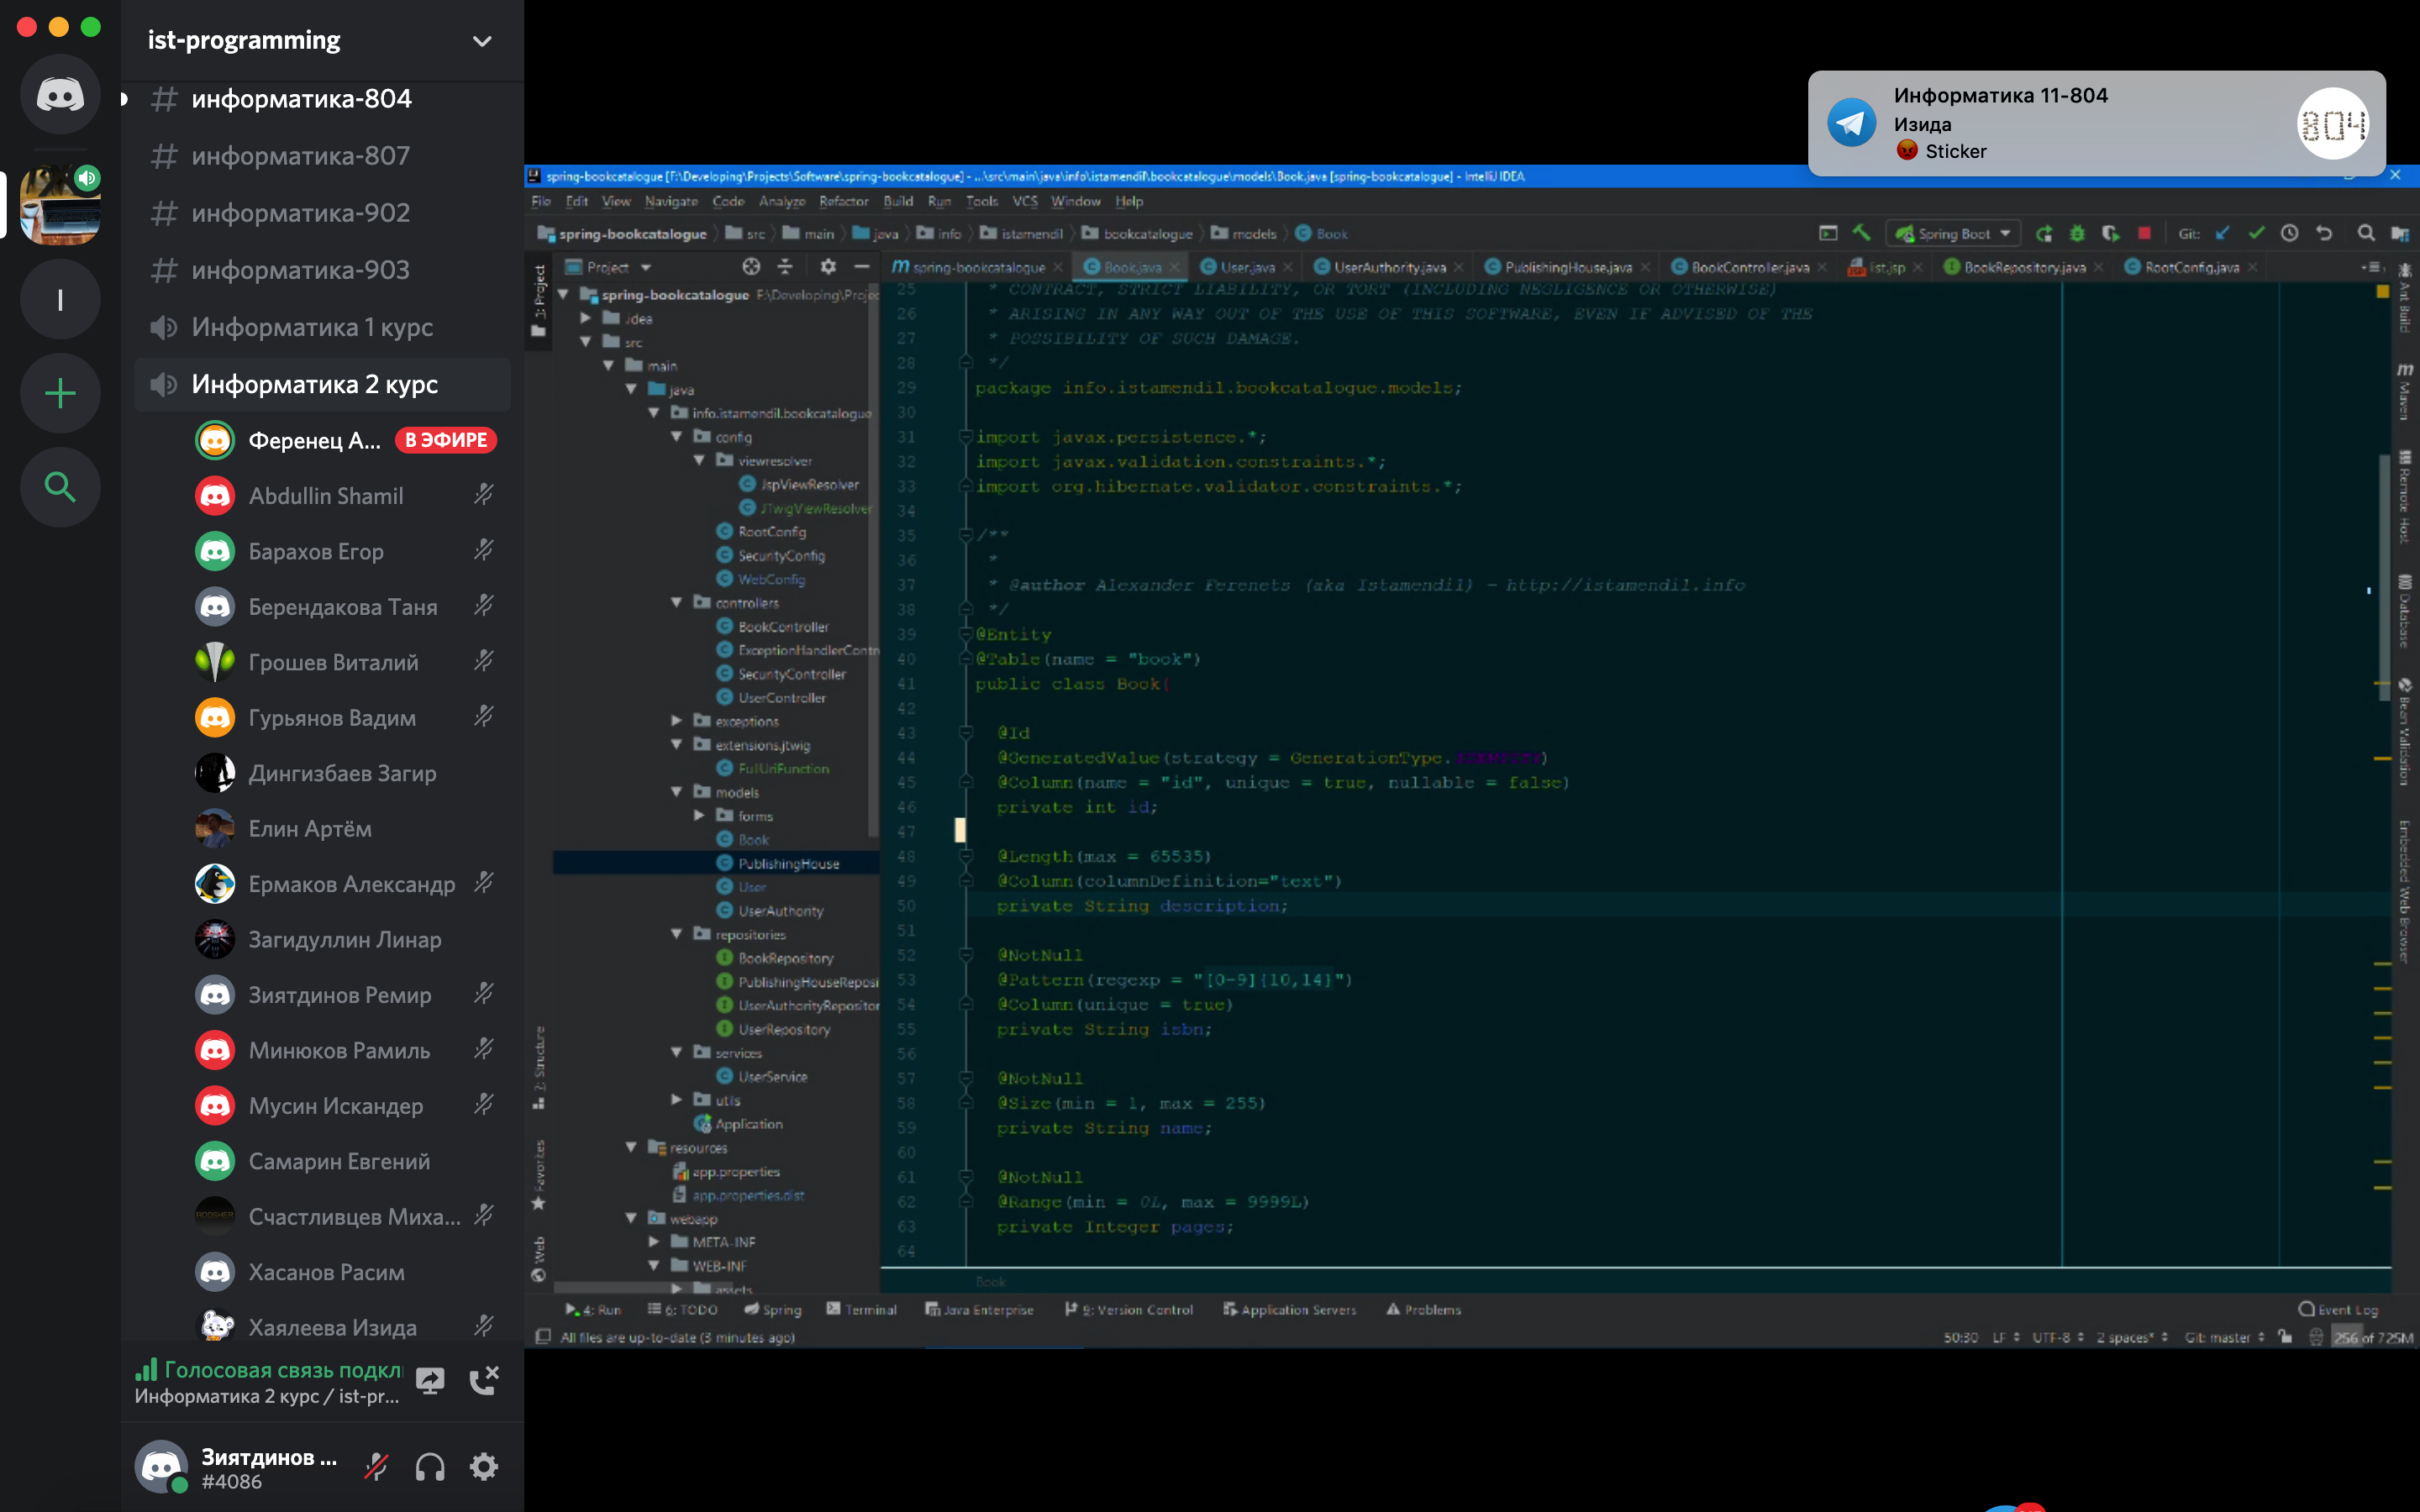 ist-programming
# информатика-804
# информатика-807
# информатика-902
# информатика-903
I
Информатика 1 курс
Информатика 2 курс
Ференец А... В ЭФИРЕ
Abdullin Shamil
Барахов Егор
Берендакова Таня
Грошев Виталий
Гурьянов Вадим
Дингизбаев Загир
Елин Артём
Ермаков Александр
Загидуллин Линар
Зиятдинов Ремир
Минюков Рамиль
Мусин Искандер
Самарин Евгений
Счастливцев Миха...
Хасанов Расим
Хаялеева Изида
Голосовая связь подкл
Информатика 2 курс / ist-pr...
Зиятдинов ...
#4086
Информатика 11-804
Изида
Sticker
804
spring-bookcatalogue [F:\Developing\Projects\Software\spring-bookcatalogue] - ...\src\main\java\info\istamendil\bookcatalogue\models\Book.java [spring-bookcatalogue] - IntelliJ IDEA
File Edit View Navigate Code Analyze Refactor Build Run Tools VCS Window Help
spring-bookcatalogue src main java info istamendil bookcatalogue models Book
Spring Boot Git:
Project
spring-bookcatalogue × Book.java × User.java × UserAuthority.java × PublishingHouse.java × BookController.java × list.jsp × BookRepository.java × RootConfig.java ×
1: Project
2: Structure
Favorites
Web
spring-bookcatalogue F:\Developing\Projec
.idea
src
main
java
info.istamendil.bookcatalogue
config
viewresolver
JspViewResolver
JTwigViewResolver
RootConfig
SecurityConfig
WebConfig
controllers
BookController
ExceptionHandlerContr
SecurityController
UserController
exceptions
extensions.jtwig
FullUriFunction
models
forms
Book
PublishingHouse
User
UserAuthority
repositories
BookRepository
PublishingHouseReposi
UserAuthorityRepositor
UserRepository
services
UserService
utils
Application
resources
app.properties
app.properties.dist
webapp
META-INF
WEB-INF
assets
25 * CONTRACT, STRICT LIABILITY, OR TORT (INCLUDING NEGLIGENCE OR OTHERWISE)
26 * ARISING IN ANY WAY OUT OF THE USE OF THIS SOFTWARE, EVEN IF ADVISED OF THE
27 * POSSIBILITY OF SUCH DAMAGE.
28 */
29 package info.istamendil.bookcatalogue.models;
30
31 import javax.persistence.*;
32 import javax.validation.constraints.*;
33 import org.hibernate.validator.constraints.*;
34
35 /**
36 *
37 * @author Alexander Ferenets (aka Istamendil) - http://istamendil.info
38 */
39 @Entity
40 @Table(name = "book")
41 public class Book{
42
43 @Id
44 @GeneratedValue(strategy = GenerationType. )
45 @Column(name = "id", unique = true, nullable = false)
46 private int id;
47
48 @Length(max = 65535)
49 @Column(columnDefinition="text")
50 private String description;
51
52 @NotNull
53 @Pattern(regexp = "[0-9]{10,14}")
54 @Column(unique = true)
55 private String isbn;
56
57 @NotNull
58 @Size(min = 1, max = 255)
59 private String name;
60
61 @NotNull
62 @Range(min = 0L, max = 9999L)
63 private Integer pages;
64
Book
Ant Build
Maven
Remote Host
Database
Bean Validation
Embedded Web Browser
4: Run 6: TODO Spring Terminal Java Enterprise 9: Version Control Application Servers Problems Event Log
All files are up-to-date (3 minutes ago) 50:30 LF UTF-8 2 spaces* Git: master 256 of 725M